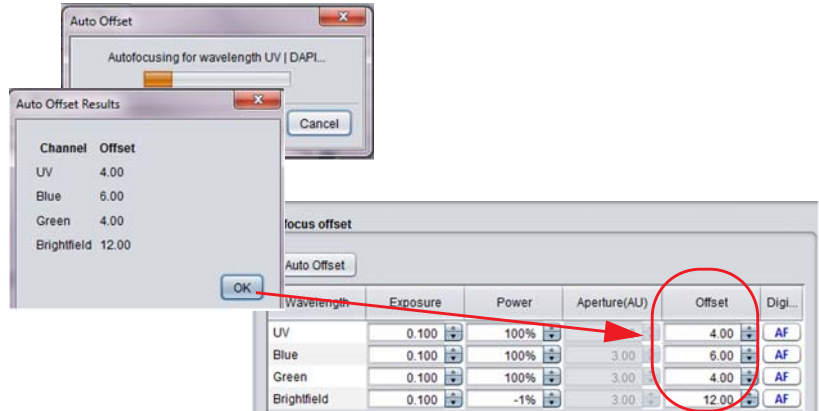 Auto Offset
Autofocusing for wavelength UV | DAPI...
Cancel
Auto Offset Results
Channel Offset
UV 4.00
Blue 6.00
Green 4.00
Brightfield 12.00
OK
focus offset
Auto Offset
Wavelength Exposure Power Aperture(AU) Offset Digi...
UV 0.100 100% 4.00 AF
Blue 0.100 100% 3.00 6.00 AF
Green 0.100 100% 3.00 4.00 AF
Brightfield 0.100 -1% 3.00 12.00 AF